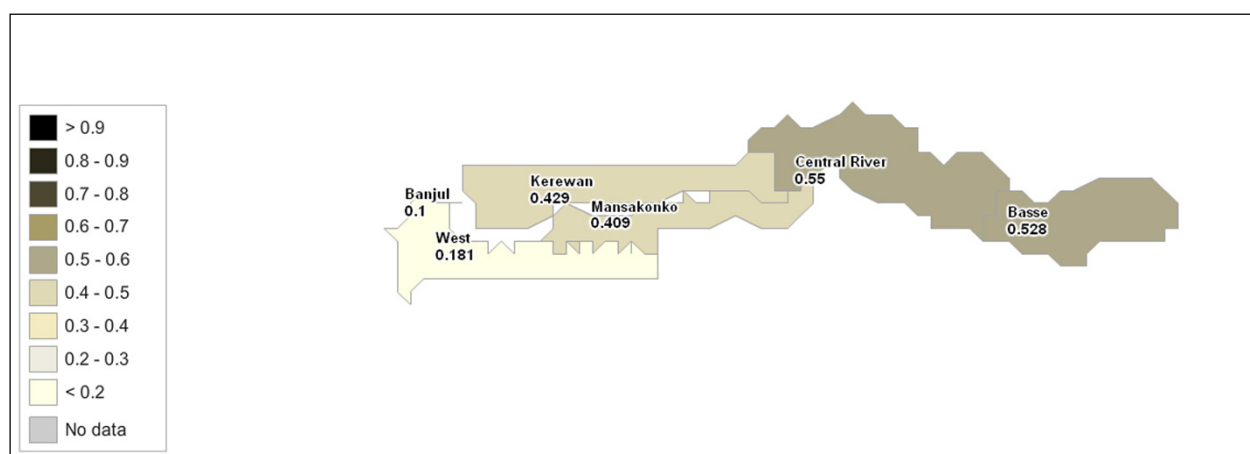 > 0.9
0.8 - 0.9
0.7 - 0.8
0.6 - 0.7
0.5 - 0.6
0.4 - 0.5
0.3 - 0.4
0.2 - 0.3
< 0.2
No data
Banjul
0.1
West
0.181
Kerewan
0.429
Mansakonko
0.409
Central River
0.55
Basse
0.528